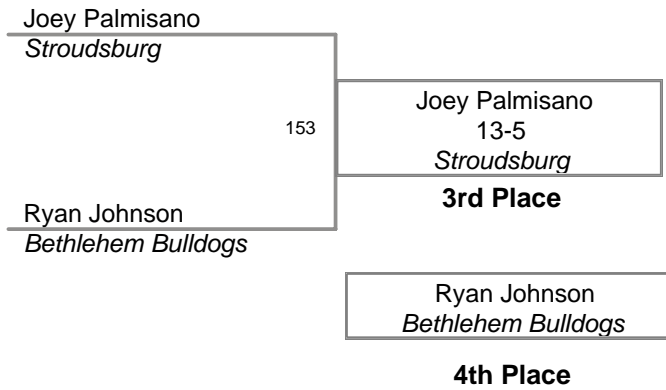 Joey Palmisano
Stroudsburg
153
Joey Palmisano
13-5
Stroudsburg
3rd Place
Ryan Johnson
Bethlehem Bulldogs
Ryan Johnson
Bethlehem Bulldogs
4th Place